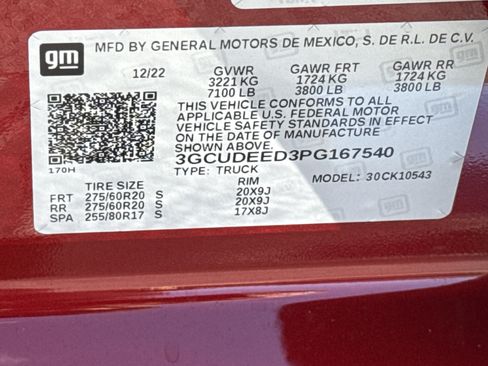 gm
MFD BY GENERAL MOTORS DE MEXICO, S. DE R.L. DE C.V.
12/22 GVWR GAWR FRT GAWR RR
3221 KG 1724 KG 1724 KG
7100 LB 3800 LB 3800 LB
THIS VEHICLE CONFORMS TO ALL
APPLICABLE U.S. FEDERAL MOTOR
VEHICLE SAFETY STANDARDS IN EFFECT
ON THE DATE OF MANUFACTURE
SHOWN ABOVE.
3GCUDEED3PG167540
170H TYPE: TRUCK MODEL: 30CK10543
TIRE SIZE RIM
FRT 275/60R20 S 20X9J
RR 275/60R20 S 20X9J
SPA 255/80R17 S 17X8J